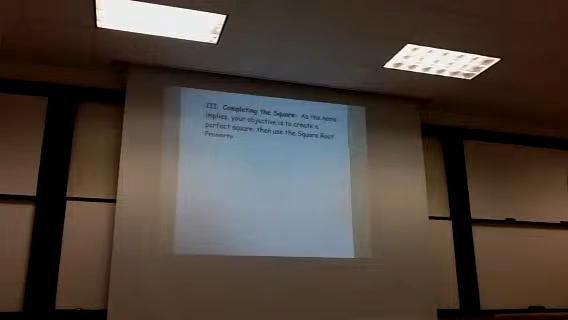 III. Completing the Square: As the name
implies, your objective is to create a
perfect square, then use the Square Root
Property.